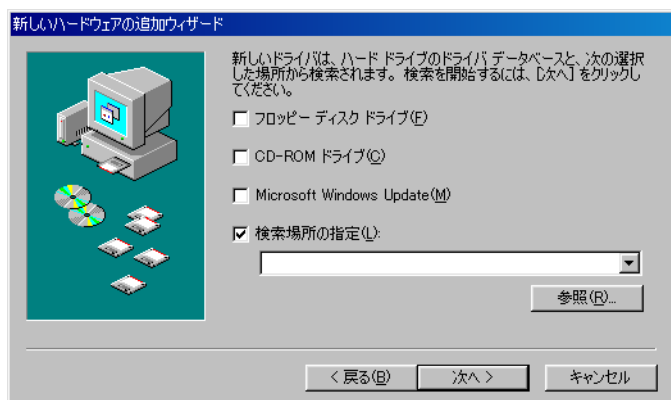 新しいハードウェアの追加ウィザード
新しいドライバは、ハード ドライブのドライバ データベースと、次の選択
した場所から検索されます。検索を開始するには、[次へ] をクリックし
てください。
フロッピー ディスク ドライブ(F)
CD-ROM ドライブ(C)
Microsoft Windows Update(M)
検索場所の指定(L):
参照(R)...
< 戻る(B)
次へ >
キャンセル